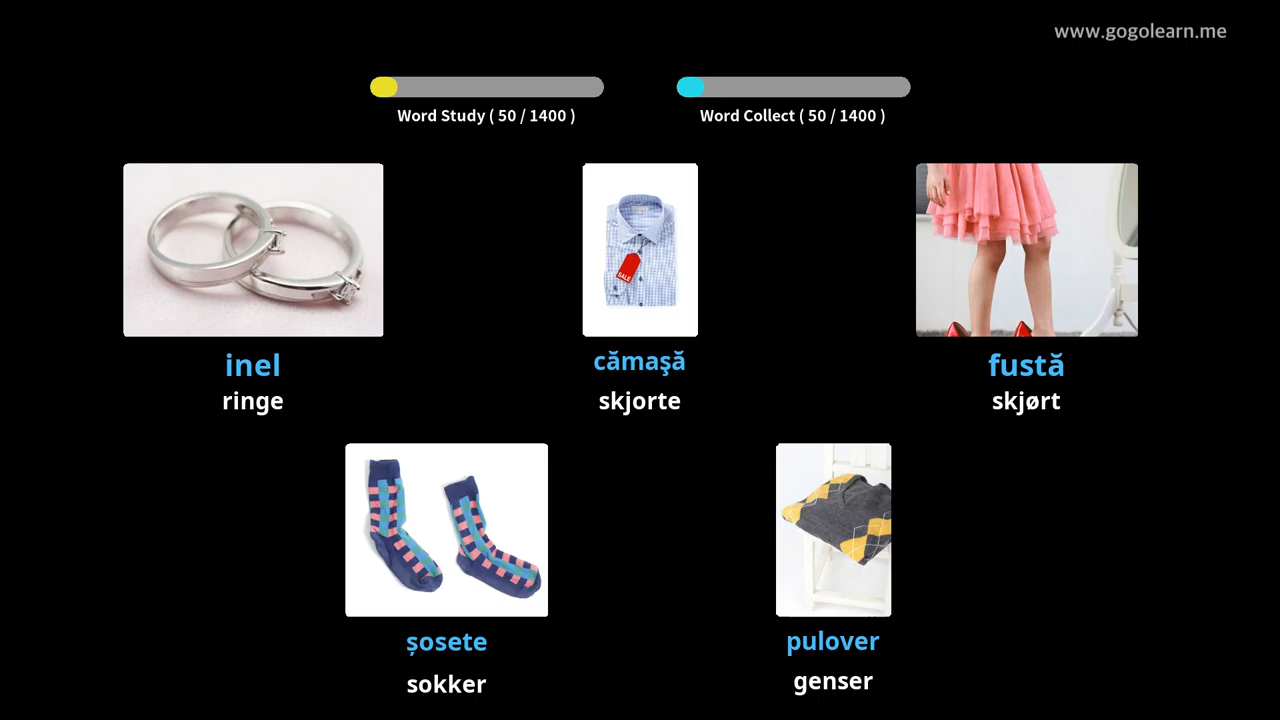 www.gogolearn.me
Word Study ( 50 / 1400 )
Word Collect ( 50 / 1400 )
SALE
inel
ringe
cămaşă
skjorte
fustă
skjørt
șosete
sokker
pulover
genser